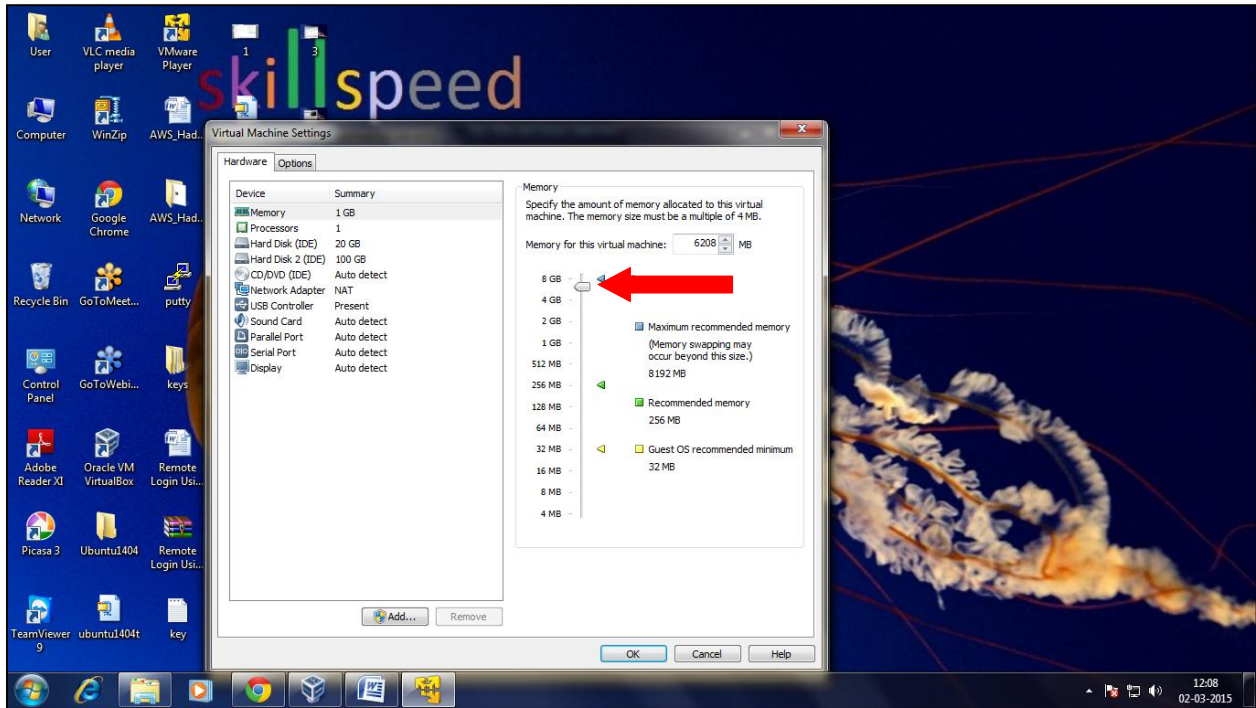 User
VLC media player
VMware Player
1
3
skillspeed
Computer
WinZip
AWS_Had..
Network
Google Chrome
AWS_Had..
Recycle Bin
GoToMeet...
putty
Control Panel
GoToWebi...
keys
Adobe Reader XI
Oracle VM VirtualBox
Remote Login Usi...
Picasa 3
Ubuntu1404
Remote Login Usi...
TeamViewer 9
ubuntu1404t
key
Virtual Machine Settings
Hardware Options
Device Summary
Memory 1 GB
Processors 1
Hard Disk (IDE) 20 GB
Hard Disk 2 (IDE) 100 GB
CD/DVD (IDE) Auto detect
Network Adapter NAT
USB Controller Present
Sound Card Auto detect
Parallel Port Auto detect
Serial Port Auto detect
Display Auto detect
Add... Remove
Memory
Specify the amount of memory allocated to this virtual
machine. The memory size must be a multiple of 4 MB.
Memory for this virtual machine: 6208 MB
8 GB
4 GB
2 GB
1 GB
512 MB
256 MB
128 MB
64 MB
32 MB
16 MB
8 MB
4 MB
Maximum recommended memory
(Memory swapping may
occur beyond this size.)
8192 MB
Recommended memory
256 MB
Guest OS recommended minimum
32 MB
OK Cancel Help
12:08
02-03-2015